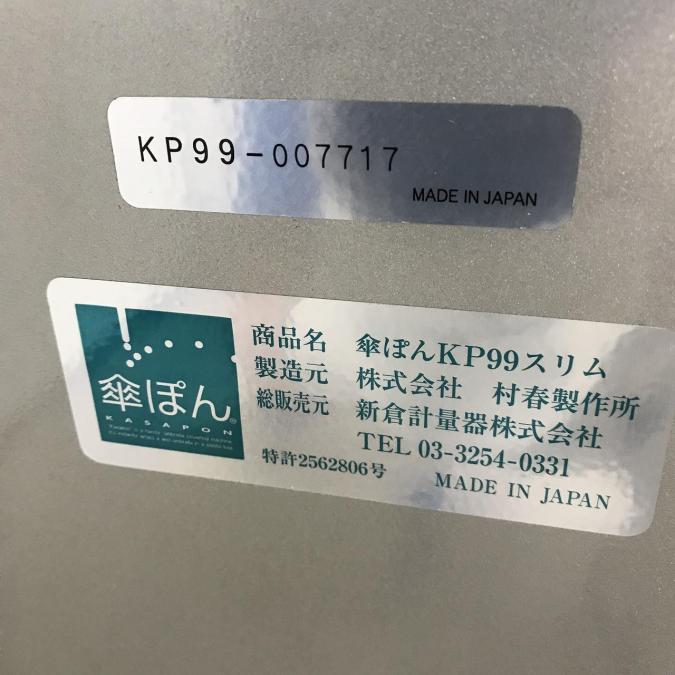 KP99-007717
MADE IN JAPAN
傘ぽん®
KASAPON
商品名 傘ぽんKP99スリム
製造元 株式会社 村春製作所
総販売元 新倉計量器株式会社
TEL 03-3254-0331
特許2562806号
MADE IN JAPAN